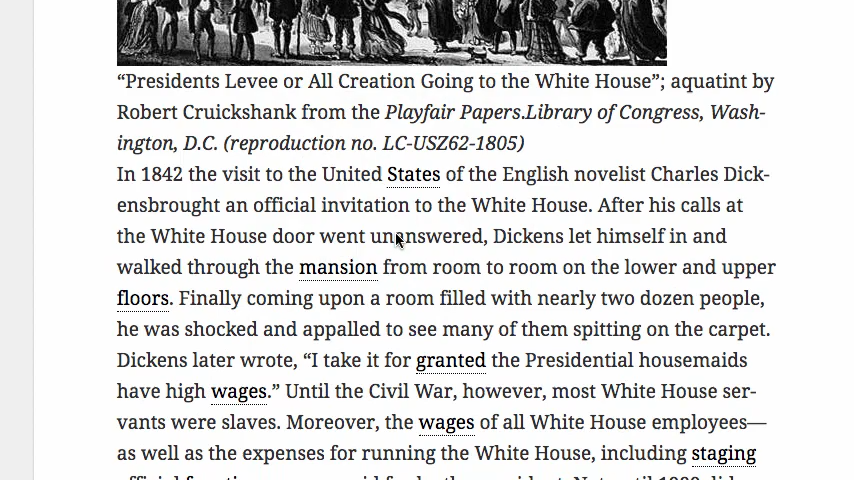 “Presidents Levee or All Creation Going to the White House”; aquatint by
Robert Cruickshank from the Playfair Papers.Library of Congress, Wash-
ington, D.C. (reproduction no. LC-USZ62-1805)
In 1842 the visit to the United States of the English novelist Charles Dick-
ensbrought an official invitation to the White House. After his calls at
the White House door went unanswered, Dickens let himself in and
walked through the mansion from room to room on the lower and upper
floors. Finally coming upon a room filled with nearly two dozen people,
he was shocked and appalled to see many of them spitting on the carpet.
Dickens later wrote, “I take it for granted the Presidential housemaids
have high wages.” Until the Civil War, however, most White House ser-
vants were slaves. Moreover, the wages of all White House employees—
as well as the expenses for running the White House, including staging